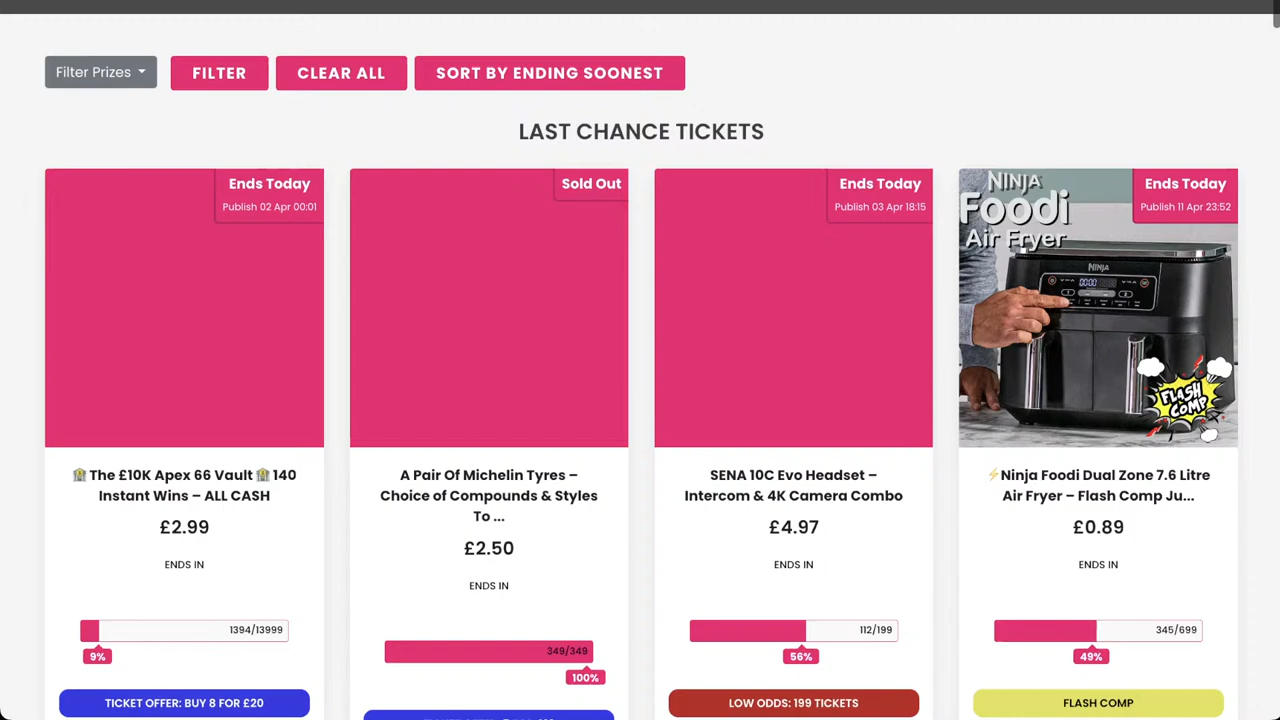 Filter Prizes
FILTER
CLEAR ALL
SORT BY ENDING SOONEST
LAST CHANCE TICKETS
Ends Today
Publish 02 Apr 00:01
🏦The £10K Apex 66 Vault🏦140
Instant Wins – ALL CASH
£2.99
ENDS IN
1394/13999
9%
TICKET OFFER: BUY 8 FOR £20
Sold Out
A Pair Of Michelin Tyres –
Choice of Compounds & Styles
To ...
£2.50
ENDS IN
349/349
100%
Ends Today
Publish 03 Apr 18:15
SENA 10C Evo Headset –
Intercom & 4K Camera Combo
£4.97
ENDS IN
112/199
56%
LOW ODDS: 199 TICKETS
NINJA
Foodi
Air Fryer
Ends Today
Publish 11 Apr 23:52
NINJA
00:00
FLASH
COMP
⚡Ninja Foodi Dual Zone 7.6 Litre
Air Fryer – Flash Comp Ju...
£0.89
ENDS IN
345/699
49%
FLASH COMP